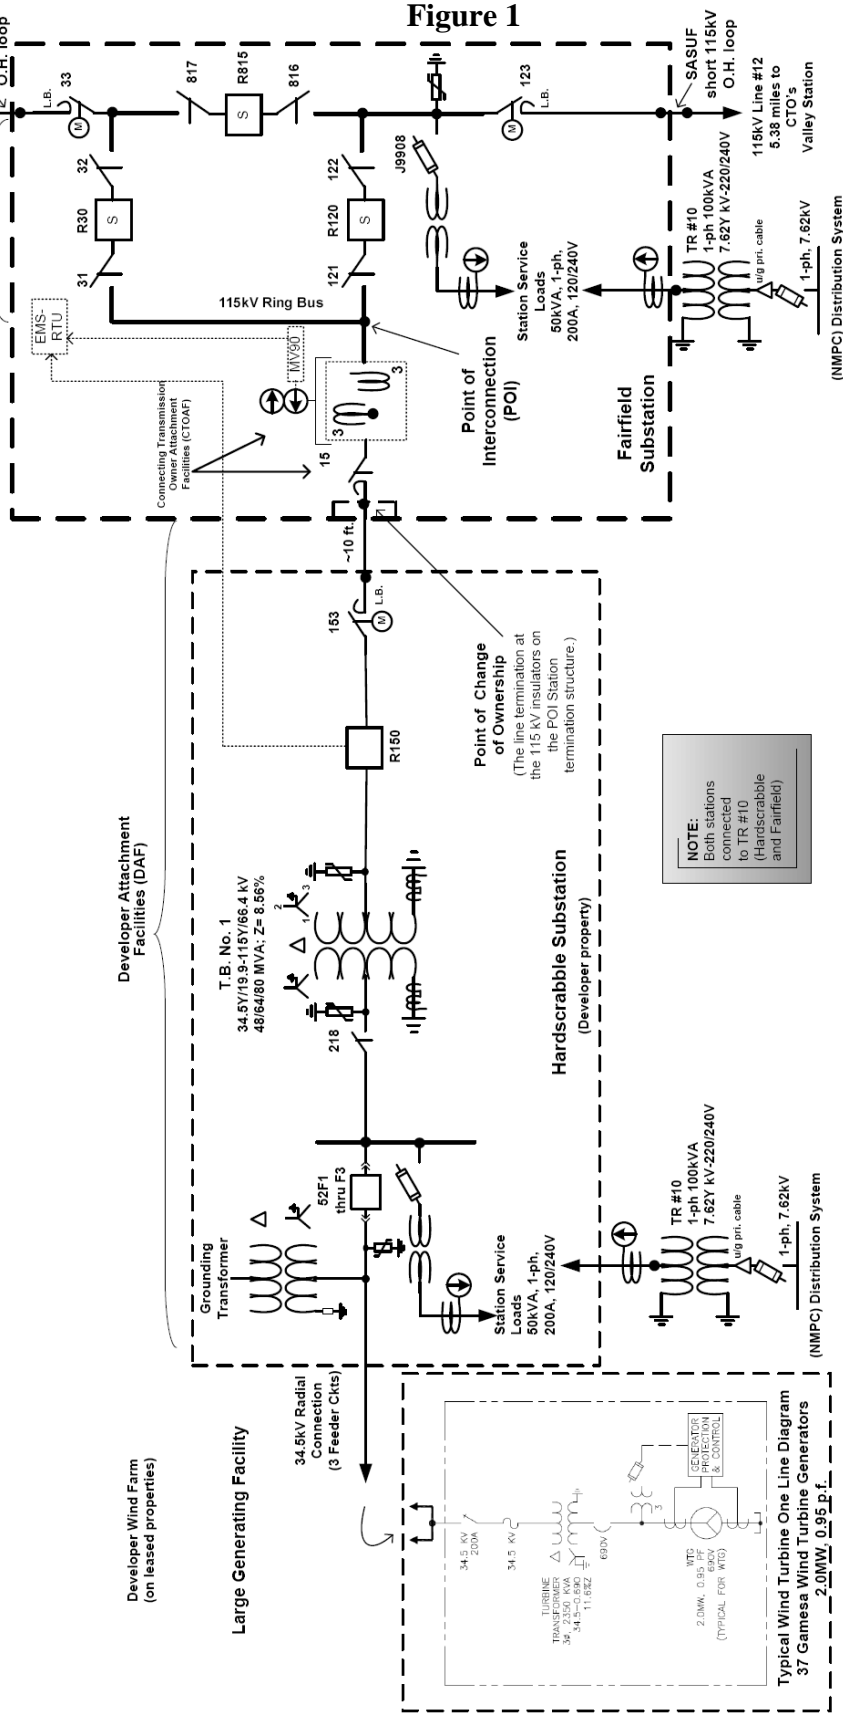 Figure 1
O.H. loop
33
L.B.
M
817
R815
S
816
123
L.B.
M
SASUF
short 115kV
O.H. loop
115kV Line #12
5.38 miles to
CTO's
Valley Station
32
R30
S
31
122
R120
S
121
J9908
115kV Ring Bus
EMS-
RTU
MV90
3
3
15
Connecting Transmission
Owner Attachment
Facilities (CTOAF)
Point of
Interconnection
(POI)
Station Service
Loads
50kVA, 1-ph,
200A, 120/240V
TR #10
1-ph 100kVA
7.62Y kV-220/240V
u/g pri. cable
1-ph, 7.62kV
(NMPC) Distribution System
Fairfield
Substation
~10 ft.
153
L.B.
M
R150
Point of Change
of Ownership
(The line termination at
the 115 kV insulators on
the POI Station
termination structure.)
Developer Attachment
Facilities (DAF)
T.B. No. 1
34.5Y/19.9-115Y/66.4 kV
48/64/80 MVA; Z= 8.56%
2
1
3
218
Hardscrabble Substation
(Developer property)
NOTE:
Both stations
connected
to TR #10
(Hardscrabble
and Fairfield)
52F1
thru F3
Grounding
Transformer
Station Service
Loads
50kVA, 1-ph,
200A, 120/240V
TR #10
1-ph 100kVA
7.62Y kV-220/240V
u/g pri. cable
1-ph, 7.62kV
(NMPC) Distribution System
34.5kV Radial
Connection
(3 Feeder Ckts)
Developer Wind Farm
(on leased properties)
Large Generating Facility
34.5 KV
200A
34.5 KV
TURBINE
TRANSFORMER
3ø, 2350 KVA
34.5-0.690
11.6%Z
690V
3
GENERATOR
PROTECTION
& CONTROL
WTG
2.0MW, 0.95 PF
690V
(TYPICAL FOR WTG)
Typical Wind Turbine One Line Diagram
37 Gamesa Wind Turbine Generators
2.0MW, 0.95 p.f.